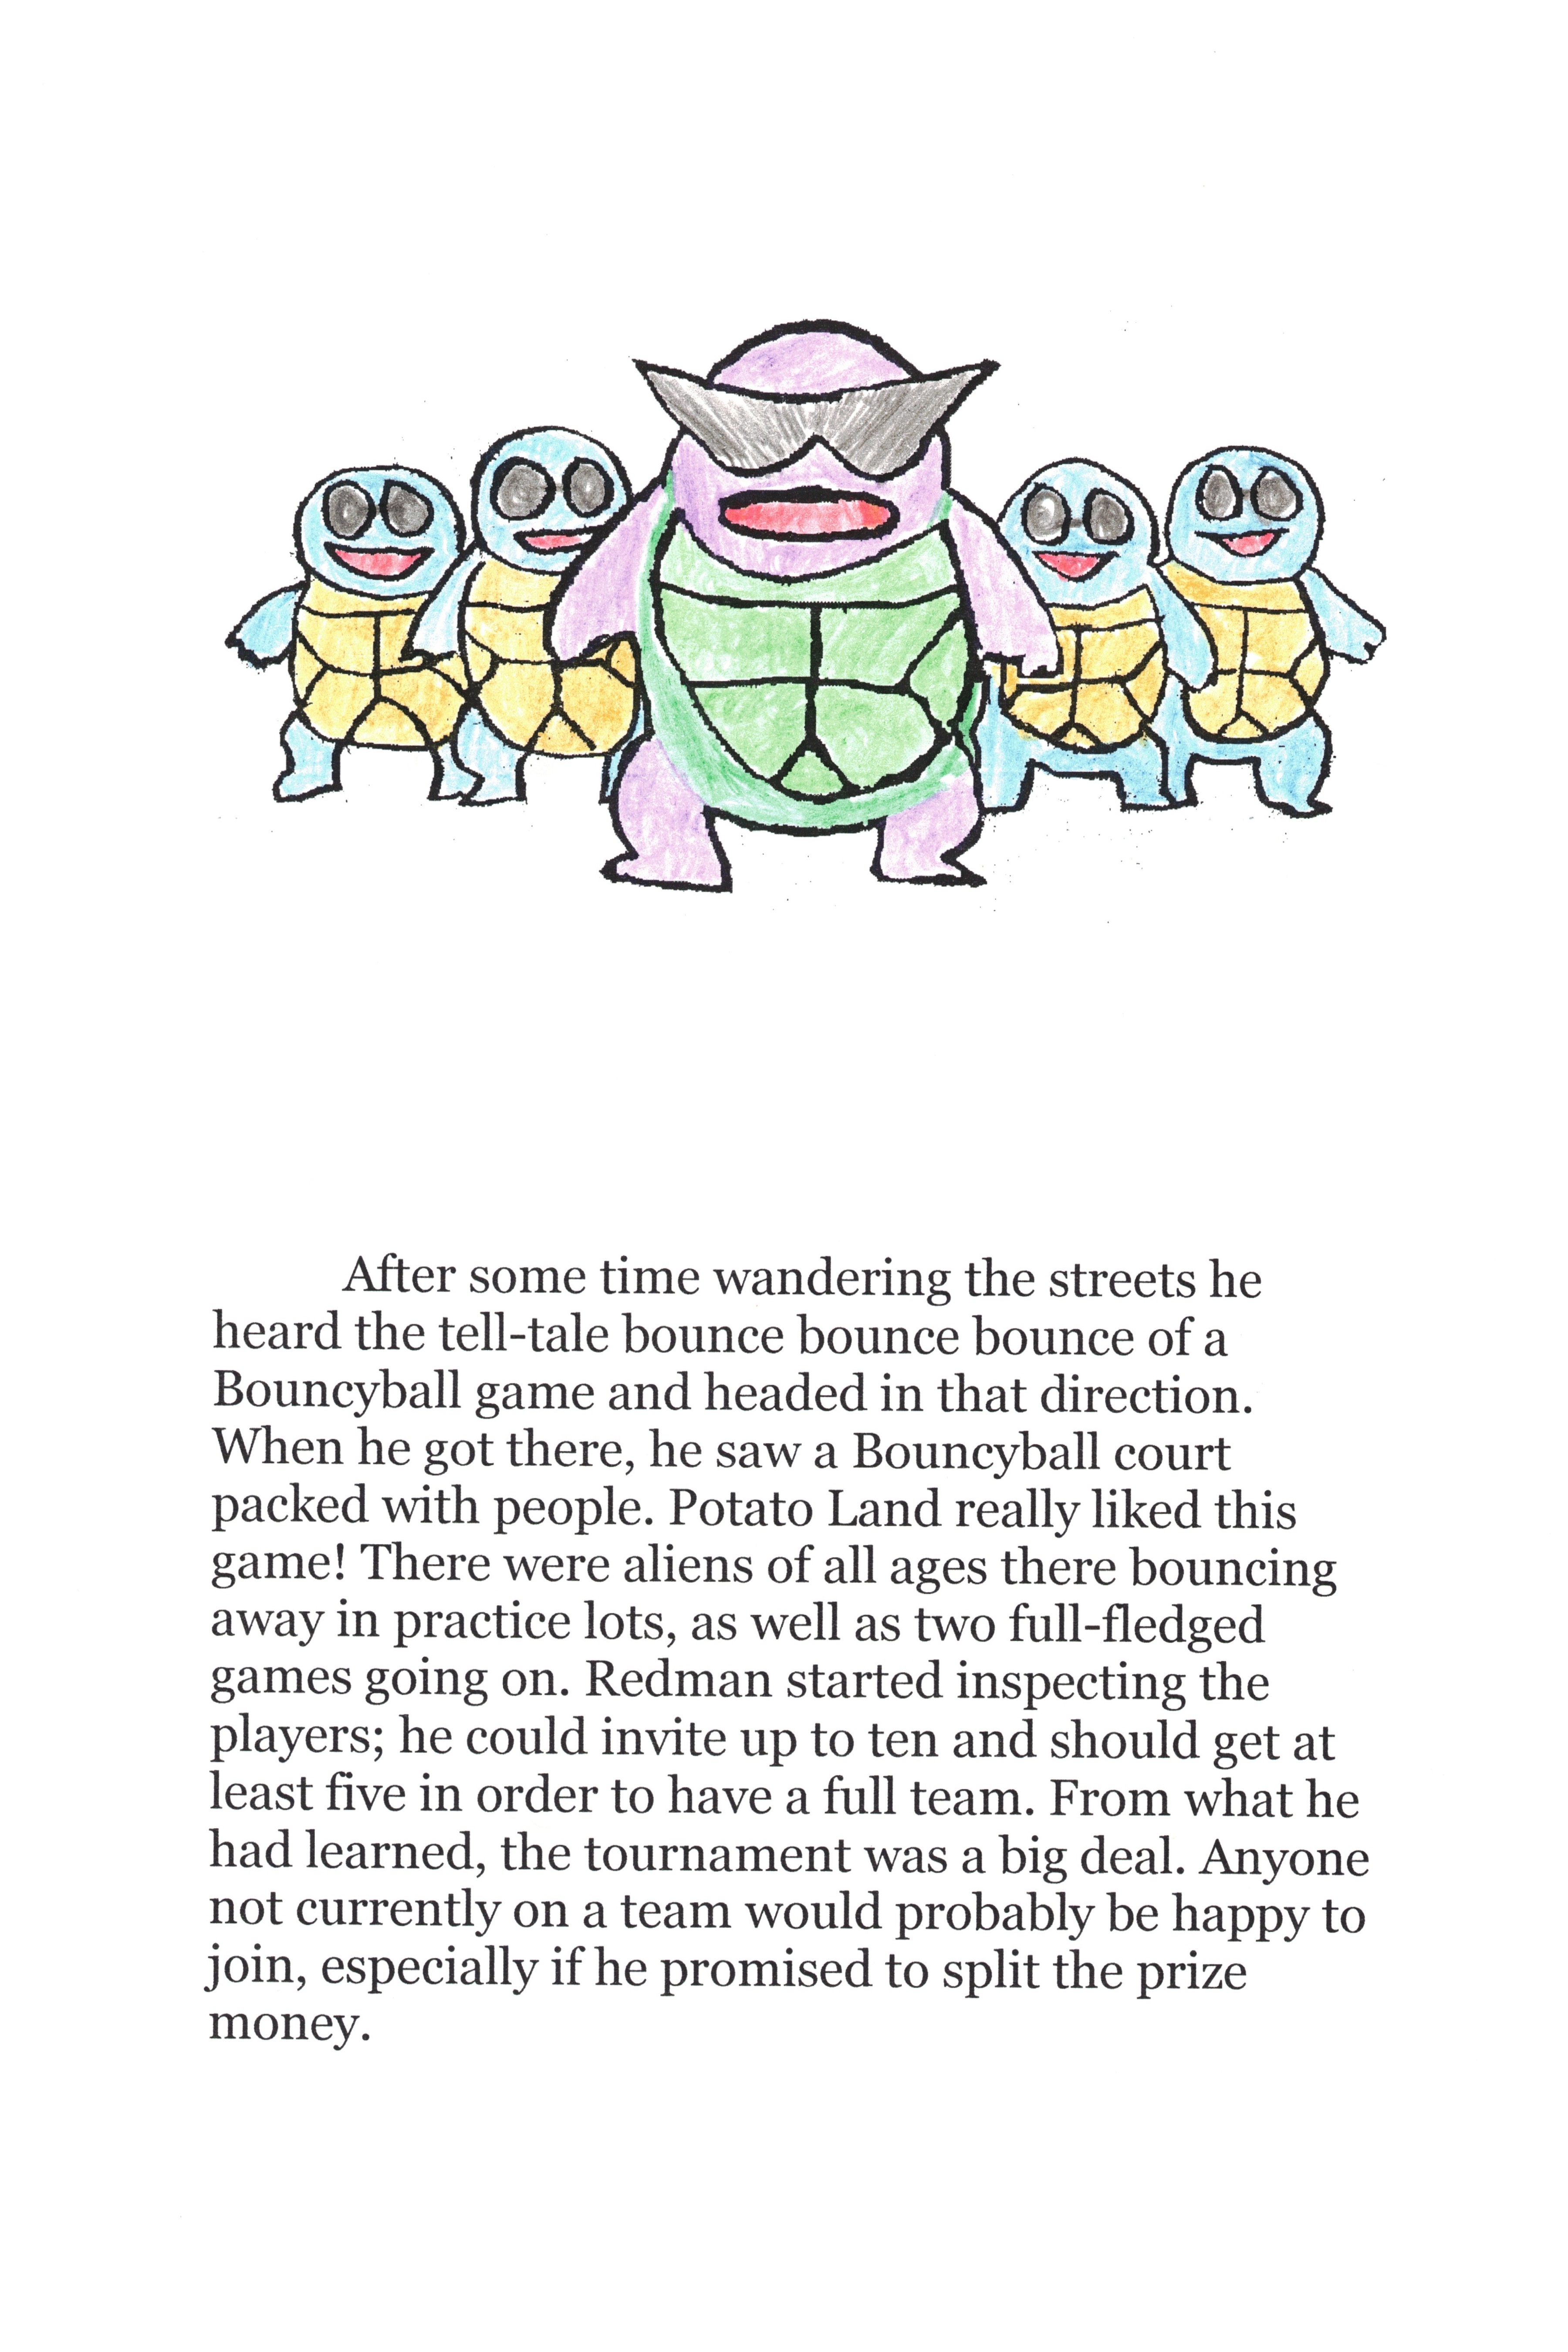 After some time wandering the streets he
heard the tell-tale bounce bounce bounce of a
Bouncyball game and headed in that direction.
When he got there, he saw a Bouncyball court
packed with people. Potato Land really liked this
game! There were aliens of all ages there bouncing
away in practice lots, as well as two full-fledged
games going on. Redman started inspecting the
players; he could invite up to ten and should get at
least five in order to have a full team. From what he
had learned, the tournament was a big deal. Anyone
not currently on a team would probably be happy to
join, especially if he promised to split the prize
money.